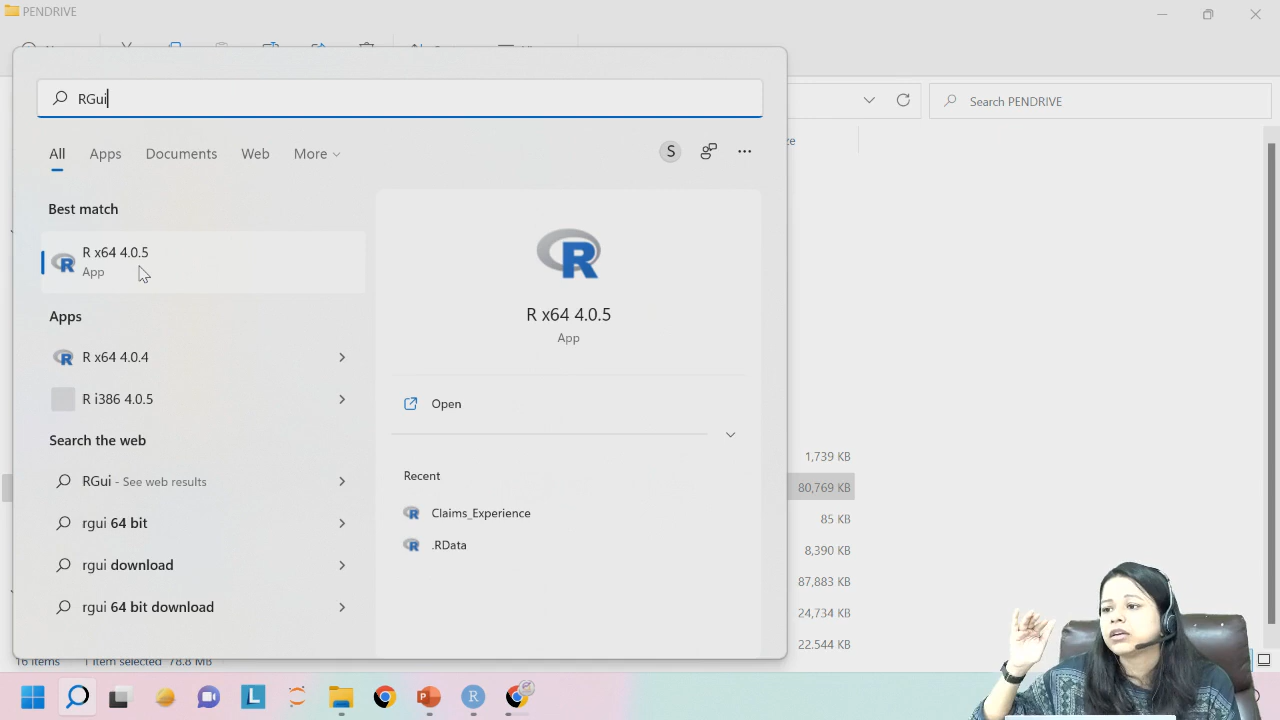 PENDRIVE
RGui
Search PENDRIVE
All
Apps
Documents
Web
More
S
Best match
R x64 4.0.5
App
R x64 4.0.5
App
Apps
R x64 4.0.4
R i386 4.0.5
Open
Search the web
RGui - See web results
rgui 64 bit
rgui download
rgui 64 bit download
Recent
Claims_Experience
.RData
1,739 KB
80,769 KB
85 KB
8,390 KB
87,883 KB
24,734 KB
22,544 KB
16 items
1 item selected 78.8 MB
L
R